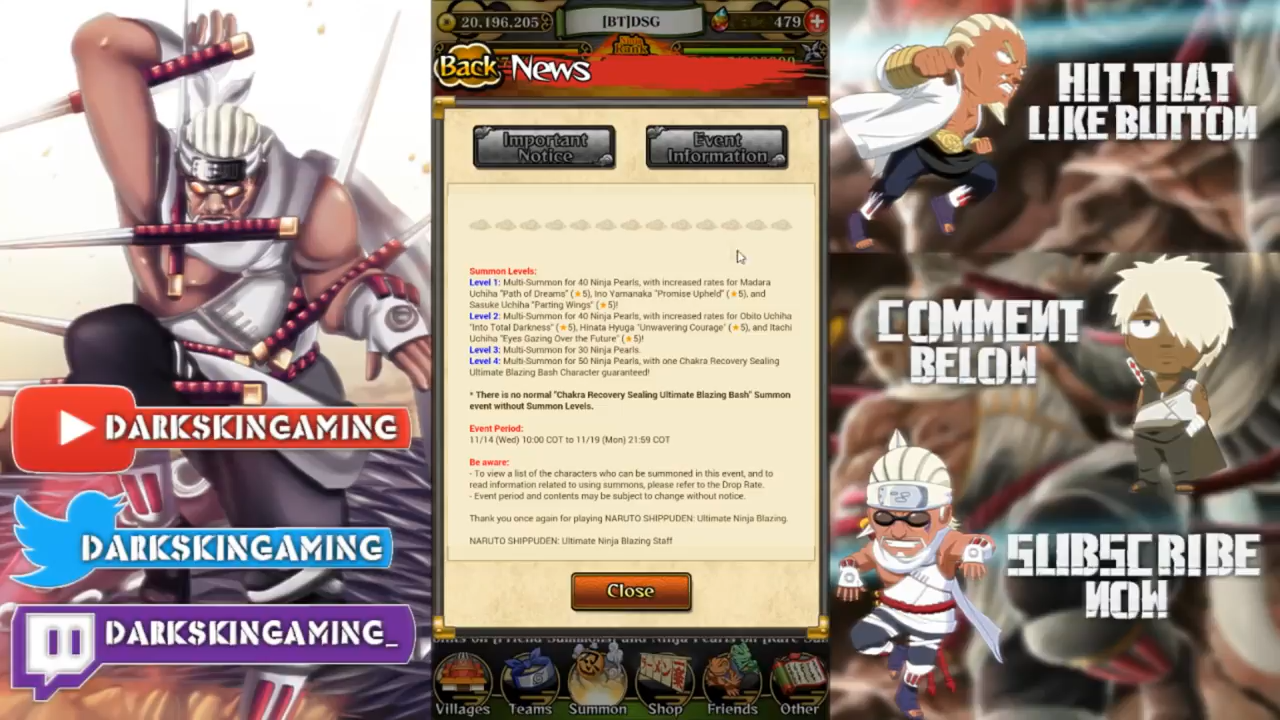 20,196,205
[BT]DSG
479
Ninja
Rank
Back
News
Important
Notice
Event
Information
Summon Levels:
Level 1: Multi-Summon for 40 Ninja Pearls, with increased rates for Madara
Uchiha "Path of Dreams" (★5), Ino Yamanaka "Promise Upheld" (★5), and
Sasuke Uchiha "Parting Wings" (★5)!
Level 2: Multi-Summon for 40 Ninja Pearls, with increased rates for Obito Uchiha
"Into Total Darkness" (★5), Hinata Hyuga "Unwavering Courage" (★5), and Itachi
Uchiha "Eyes Gazing Over the Future" (★5)!
Level 3: Multi-Summon for 30 Ninja Pearls.
Level 4: Multi-Summon for 50 Ninja Pearls, with one Chakra Recovery Sealing
Ultimate Blazing Bash Character guaranteed!
* There is no normal "Chakra Recovery Sealing Ultimate Blazing Bash" Summon
event without Summon Levels.
Event Period:
11/14 (Wed) 10:00 COT to 11/19 (Mon) 21:59 COT
Be aware:
- To view a list of the characters who can be summoned in this event, and to
read information related to using summons, please refer to the Drop Rate.
- Event period and contents may be subject to change without notice.
Thank you once again for playing NARUTO SHIPPUDEN: Ultimate Ninja Blazing.
NARUTO SHIPPUDEN: Ultimate Ninja Blazing Staff
Close
Villages
Teams
Summon
Shop
Friends
Other
DARKSKINGAMING
DARKSKINGAMING
DARKSKINGAMING_
HIT THAT
LIKE BUTTON
COMMENT
BELOW
SUBSCRIBE
NOW